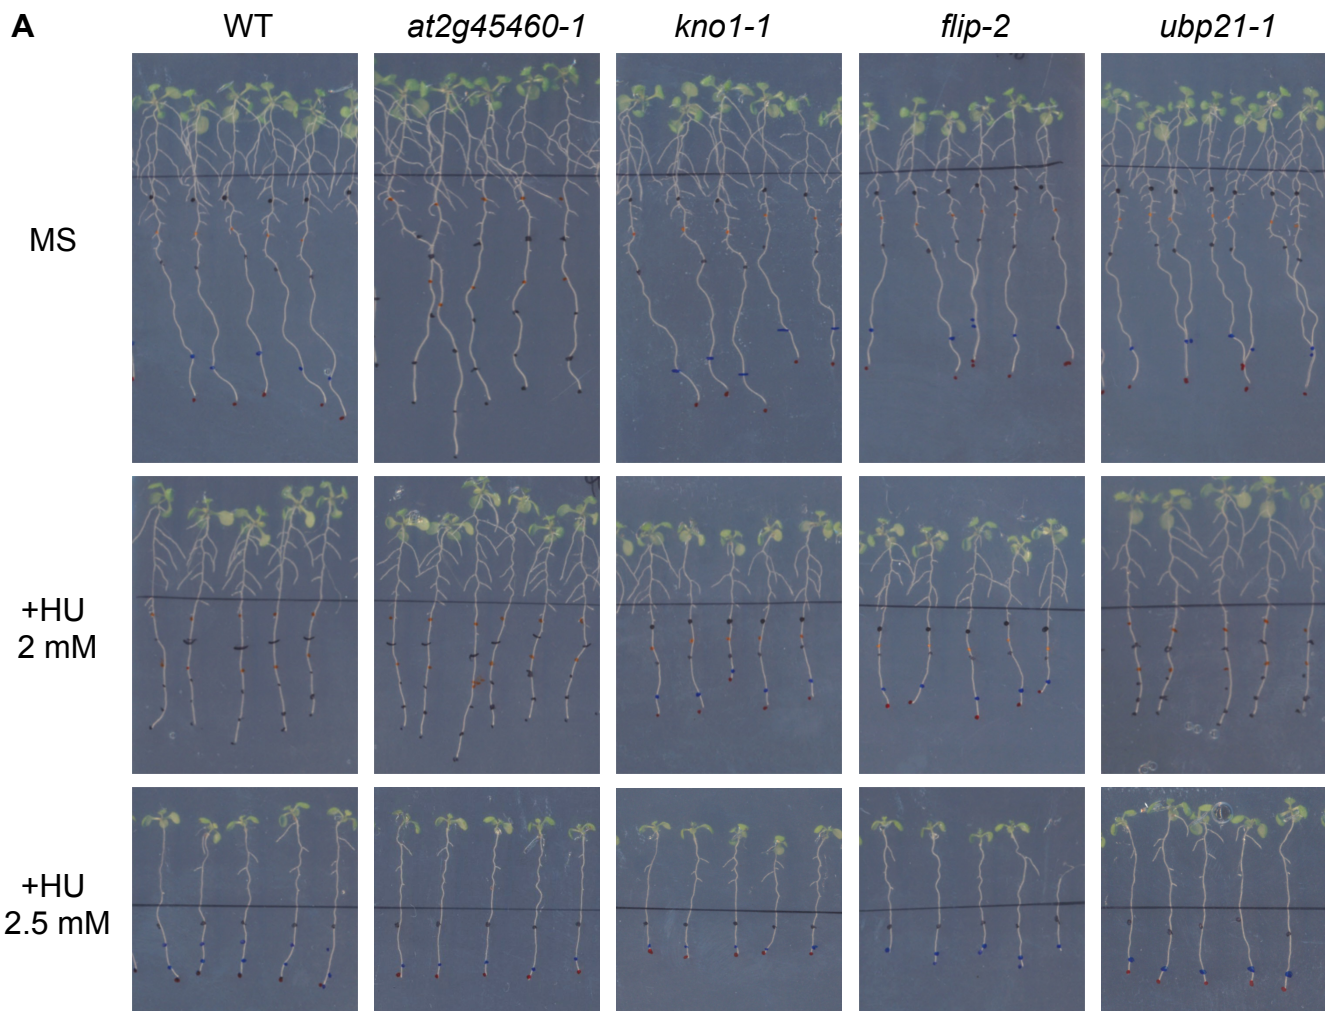 A
WT
at2g45460-1
kno1-1
flip-2
ubp21-1
MS
+HU
2 mM
+HU
2.5 mM